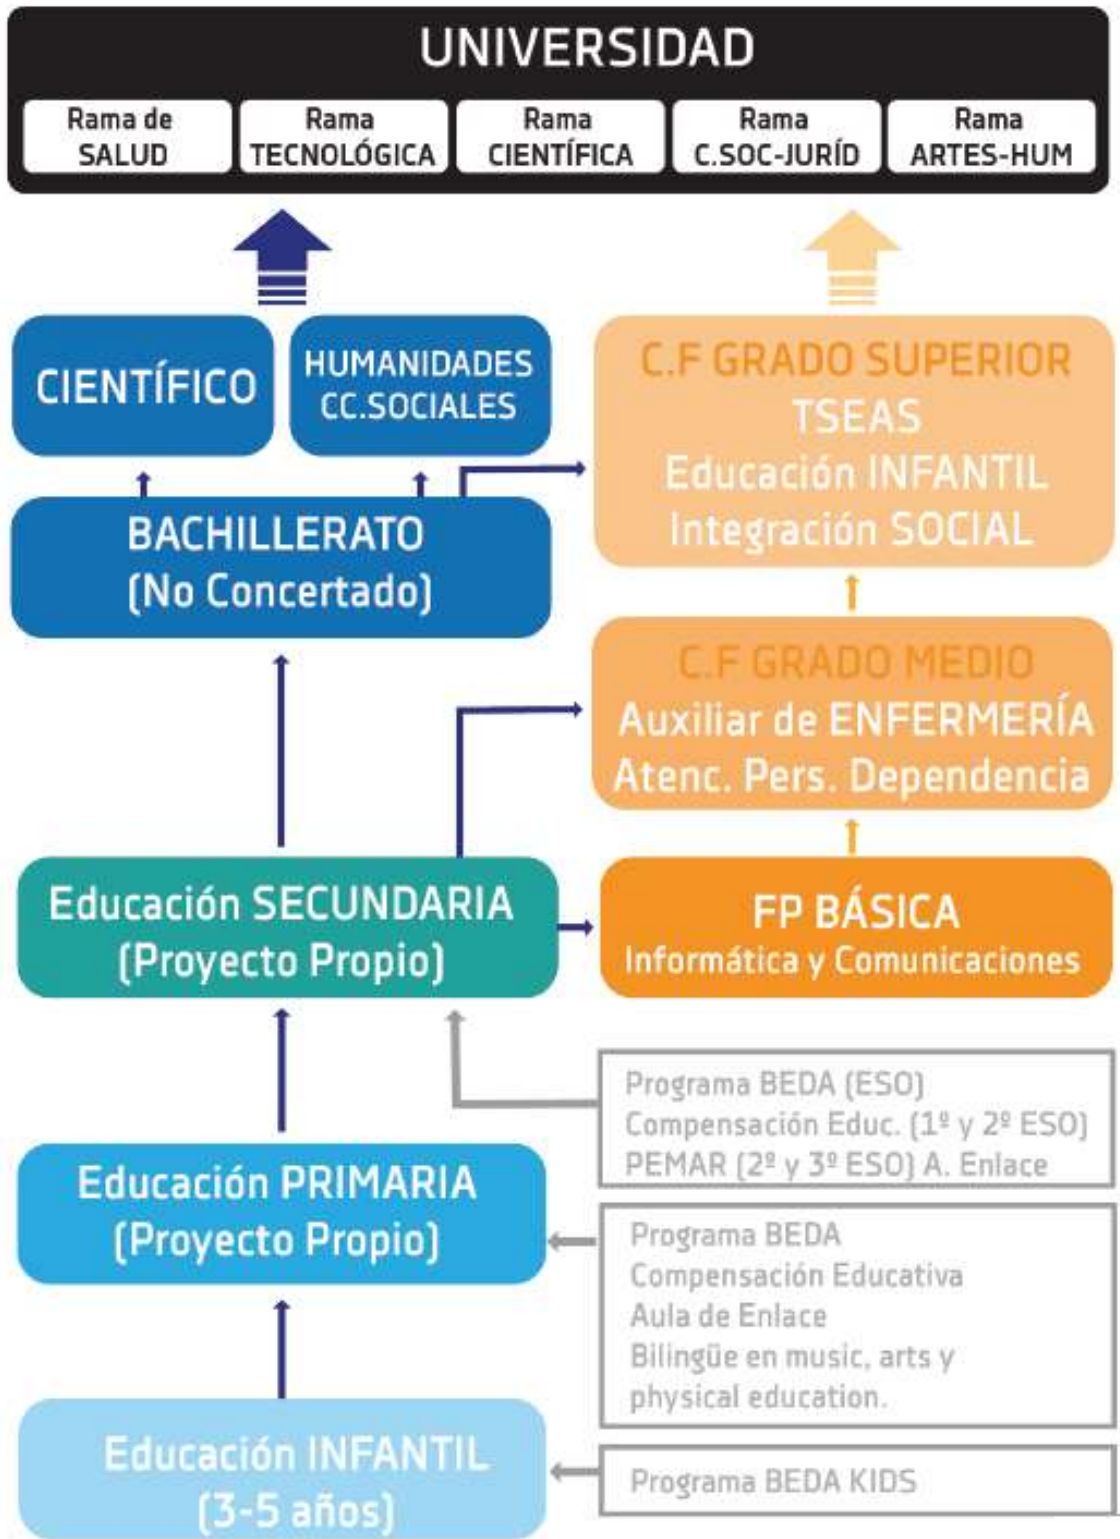 UNIVERSIDAD
Rama de
SALUD
Rama
TECNOLÓGICA
Rama
CIENTÍFICA
Rama
C.SOC-JURÍD
Rama
ARTES-HUM
CIENTÍFICO
HUMANIDADES
CC.SOCIALES
C.F GRADO SUPERIOR
TSEAS
Educación INFANTIL
Integración SOCIAL
BACHILLERATO
(No Concertado)
C.F GRADO MEDIO
Auxiliar de ENFERMERÍA
Atenc. Pers. Dependencia
Educación SECUNDARIA
(Proyecto Propio)
FP BÁSICA
Informática y Comunicaciones
Programa BEDA (ESO)
Compensación Educ. (1º y 2º ESO)
PEMAR (2º y 3º ESO) A. Enlace
Educación PRIMARIA
(Proyecto Propio)
Programa BEDA
Compensación Educativa
Aula de Enlace
Bilingüe en music, arts y
physical education.
Educación INFANTIL
(3-5 años)
Programa BEDA KIDS